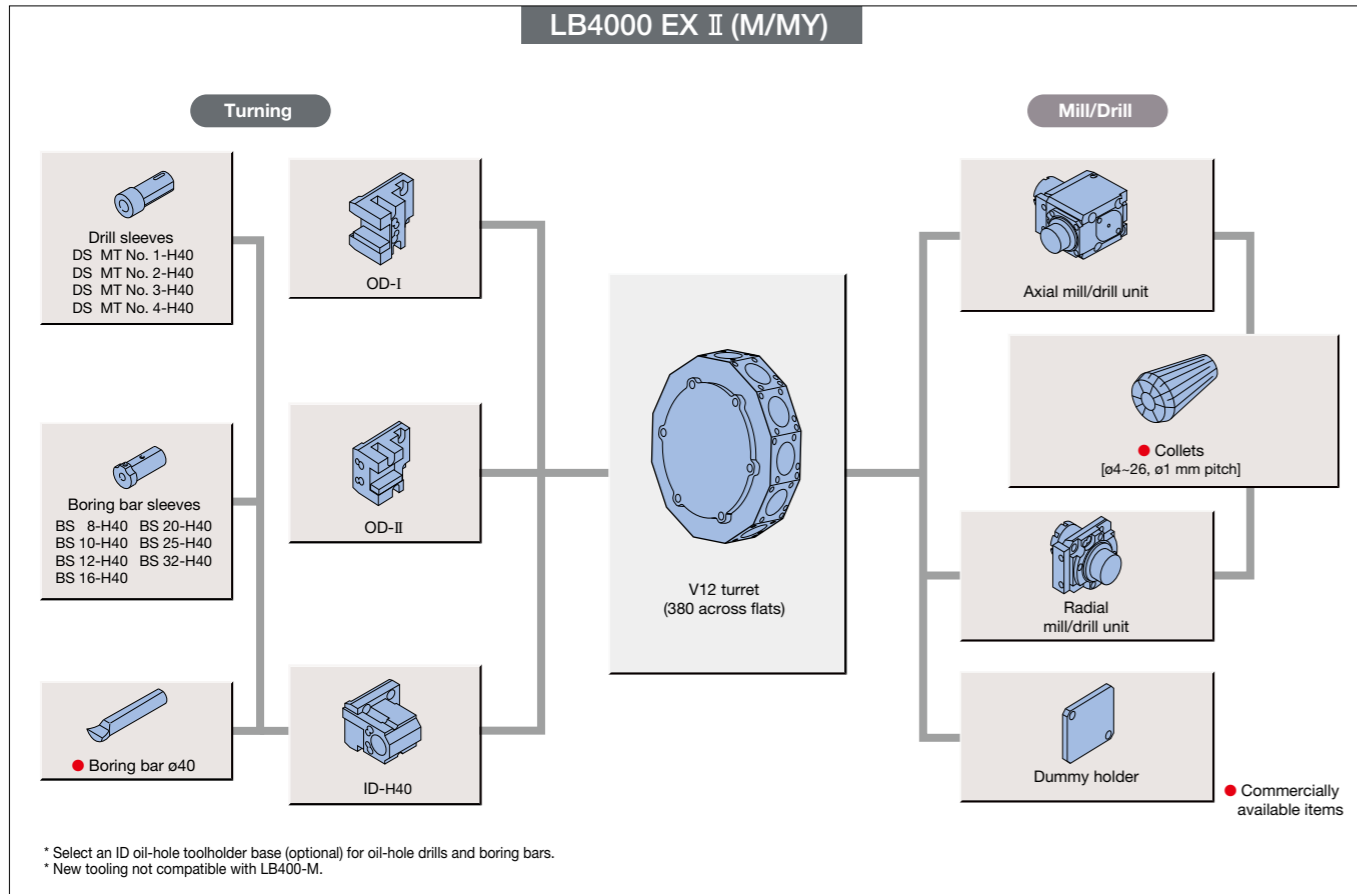 LB4000 EX Ⅱ (M/MY)
Turning
Mill/Drill
Drill sleeves
DS MT No. 1-H40
DS MT No. 2-H40
DS MT No. 3-H40
DS MT No. 4-H40
OD-Ⅰ
Axial mill/drill unit
● Collets
[ø4~26, ø1 mm pitch]
Boring bar sleeves
BS 8-H40 BS 20-H40
BS 10-H40 BS 25-H40
BS 12-H40 BS 32-H40
BS 16-H40
OD-Ⅱ
V12 turret
(380 across flats)
Radial
mill/drill unit
● Boring bar ø40
ID-H40
Dummy holder
● Commercially
available items
* Select an ID oil-hole toolholder base (optional) for oil-hole drills and boring bars.
* New tooling not compatible with LB400-M.